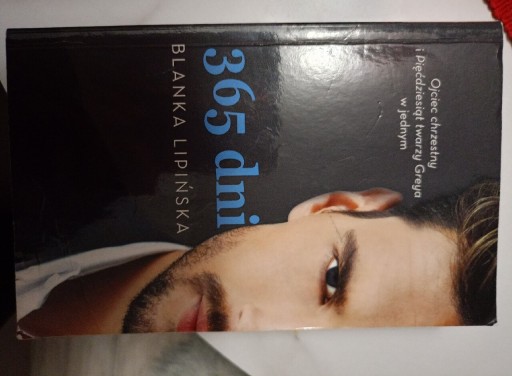 Ojciec chrzestny
i Pięćdziesiąt twarzy Greya
w jednym
365 dni
BLANKA LIPIŃSKA